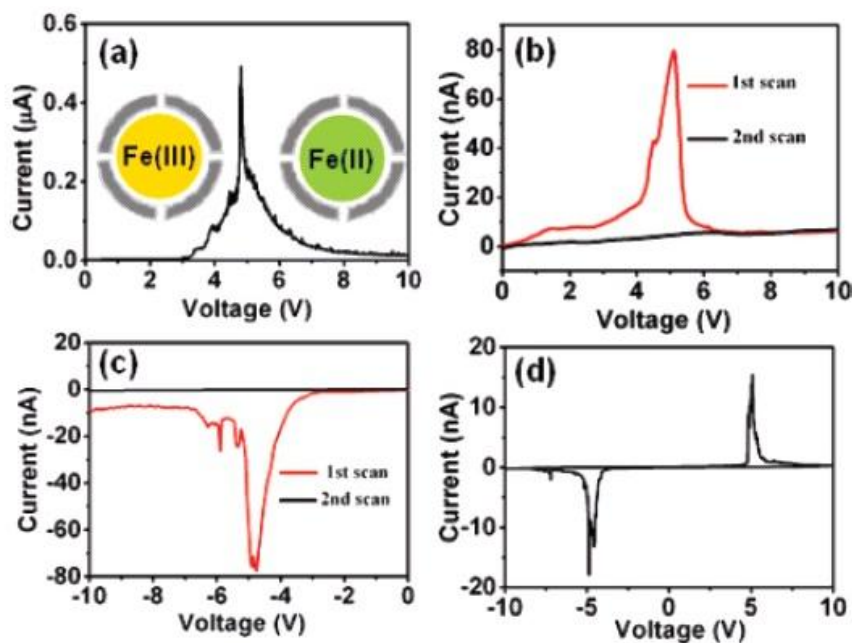 (a)
Current (µA)
0.6
0.4
0.2
0.0
Fe(III)
Fe(II)
0 2 4 6 8 10
Voltage (V)
(b)
Current (nA)
80
60
40
20
0
1st scan
2nd scan
0 2 4 6 8 10
Voltage (V)
(c)
Current (nA)
20
0
-20
-40
-60
-80
1st scan
2nd scan
-10 -8 -6 -4 -2 0
Voltage (V)
(d)
Current (nA)
20
10
0
-10
-20
-10 -5 0 5 10
Voltage (V)